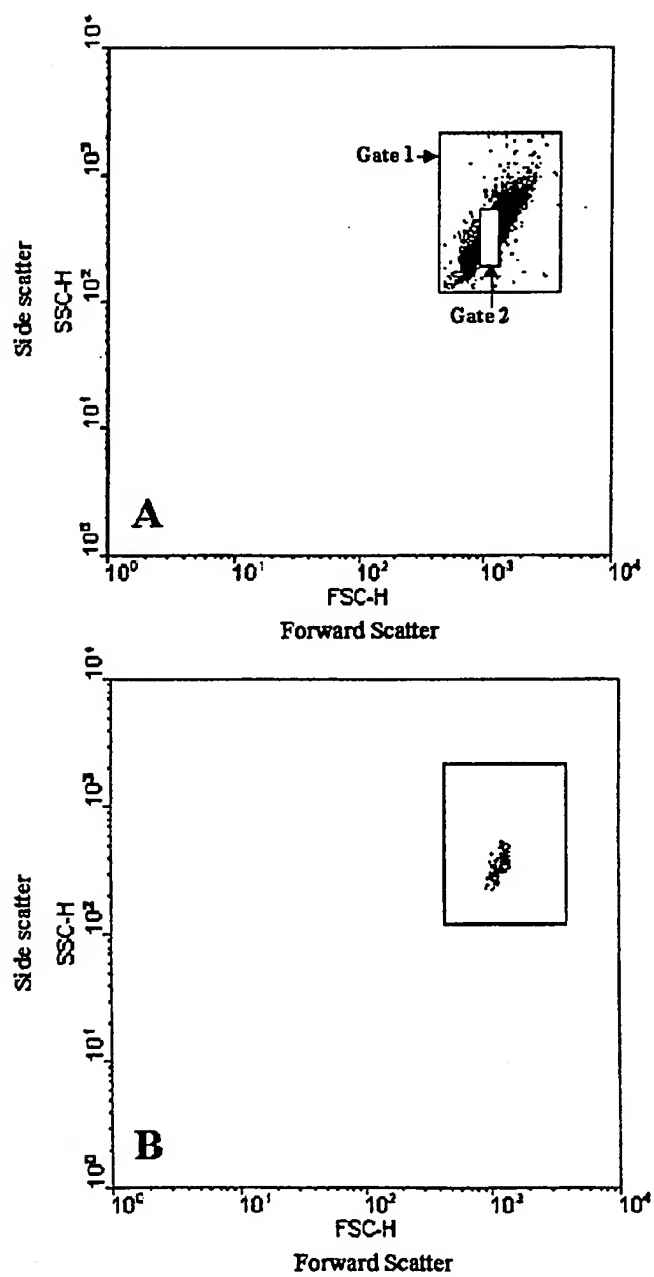 10⁴
Gate 1
10³
Side scatter
SSC-H
10²
Gate 2
10¹
A
10⁰
10⁰ 10¹ 10² 10³ 10⁴
FSC-H
Forward Scatter
10⁴
10³
Side scatter
SSC-H
10²
10¹
B
10⁰
10⁰ 10¹ 10² 10³ 10⁴
FSC-H
Forward Scatter